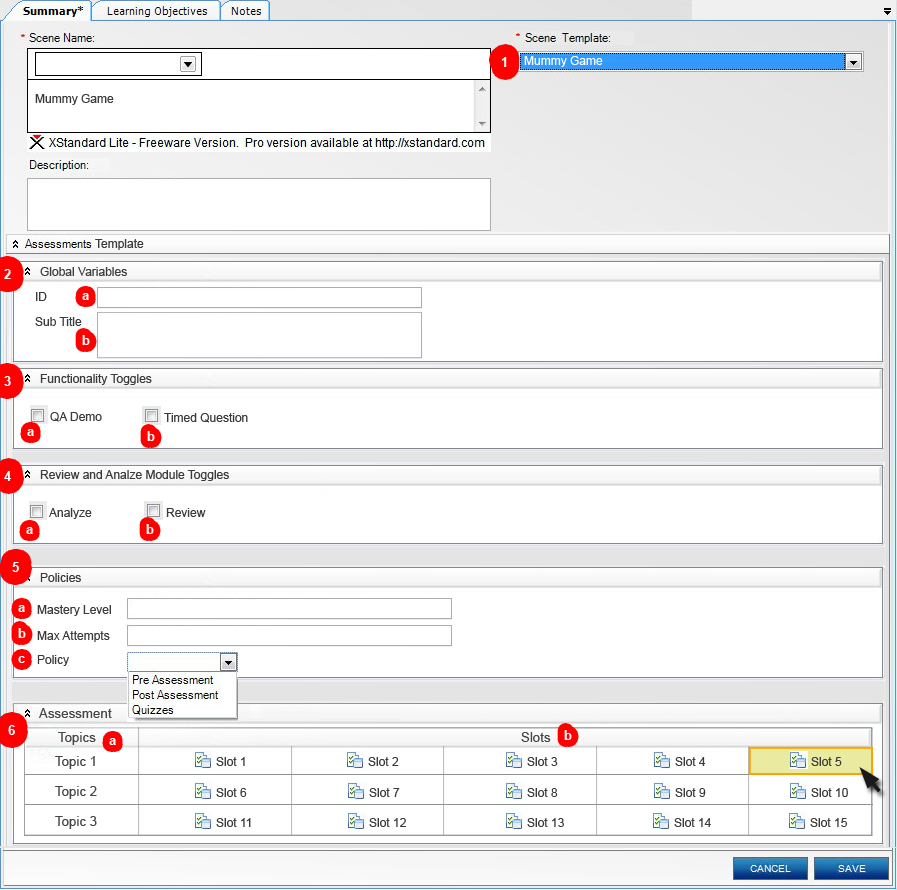 Summary*
Learning Objectives
Notes
* Scene Name:
* Scene Template:
1
Mummy Game
Mummy Game
XStandard Lite - Freeware Version. Pro version available at http://xstandard.com
Description:
Assessments Template
2
Global Variables
ID
a
Sub Title
b
3
Functionality Toggles
QA Demo
Timed Question
a
b
4
Review and Analze Module Toggles
Analyze
Review
a
b
5
Policies
a
Mastery Level
b
Max Attempts
c
Policy
Pre Assessment
Post Assessment
Quizzes
6
Assessment
Topics
a
Slots
b
Topic 1
Slot 1
Slot 2
Slot 3
Slot 4
Slot 5
Topic 2
Slot 6
Slot 7
Slot 8
Slot 9
Slot 10
Topic 3
Slot 11
Slot 12
Slot 13
Slot 14
Slot 15
CANCEL
SAVE